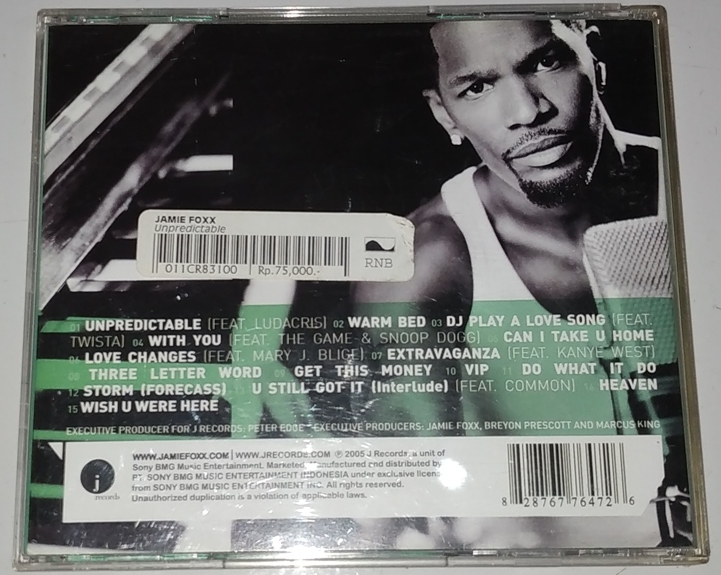 JAMIE FOXX
Unpredictable
011CR83100 Rp.75,000.-
RNB
01 UNPREDICTABLE (FEAT. LUDACRIS) 02 WARM BED 03 DJ PLAY A LOVE SONG (FEAT.
TWISTA) 04 WITH YOU (FEAT. THE GAME & SNOOP DOGG) 05 CAN I TAKE U HOME
06 LOVE CHANGES (FEAT. MARY J. BLIGE) 07 EXTRAVAGANZA (FEAT. KANYE WEST)
08 THREE LETTER WORD 09 GET THIS MONEY 10 VIP 11 DO WHAT IT DO
12 STORM (FORECASS) 13 U STILL GOT IT (Interlude) (FEAT. COMMON) 14 HEAVEN
15 WISH U WERE HERE
EXECUTIVE PRODUCER FOR J RECORDS: PETER EDGE EXECUTIVE PRODUCERS: JAMIE FOXX, BREYON PRESCOTT AND MARCUS KING
j records
WWW.JAMIEFOXX.COM | WWW.JRECORDS.COM ℗ 2005 J Records, a unit of
Sony BMG Music Entertainment. Marketed, Manufactured and distributed by
PT. SONY BMG MUSIC ENTERTAINMENT INDONESIA under exclusive license
from SONY BMG MUSIC ENTERTAINMENT INC. All rights reserved.
Unauthorized duplication is a violation of applicable laws.
8 28767 76472 6